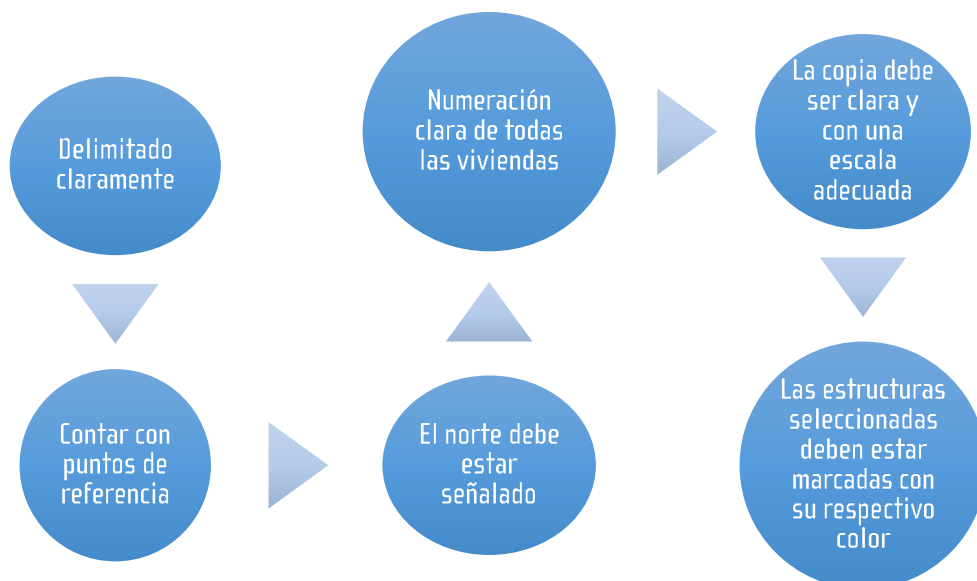 Delimitado
claramente
Contar con
puntos de
referencia
El norte debe
estar
señalado
Numeración
clara de todas
las viviendas
La copia debe
ser clara y
con una
escala
adecuada
Las estructuras
seleccionadas
deben estar
marcadas con
su respectivo
color